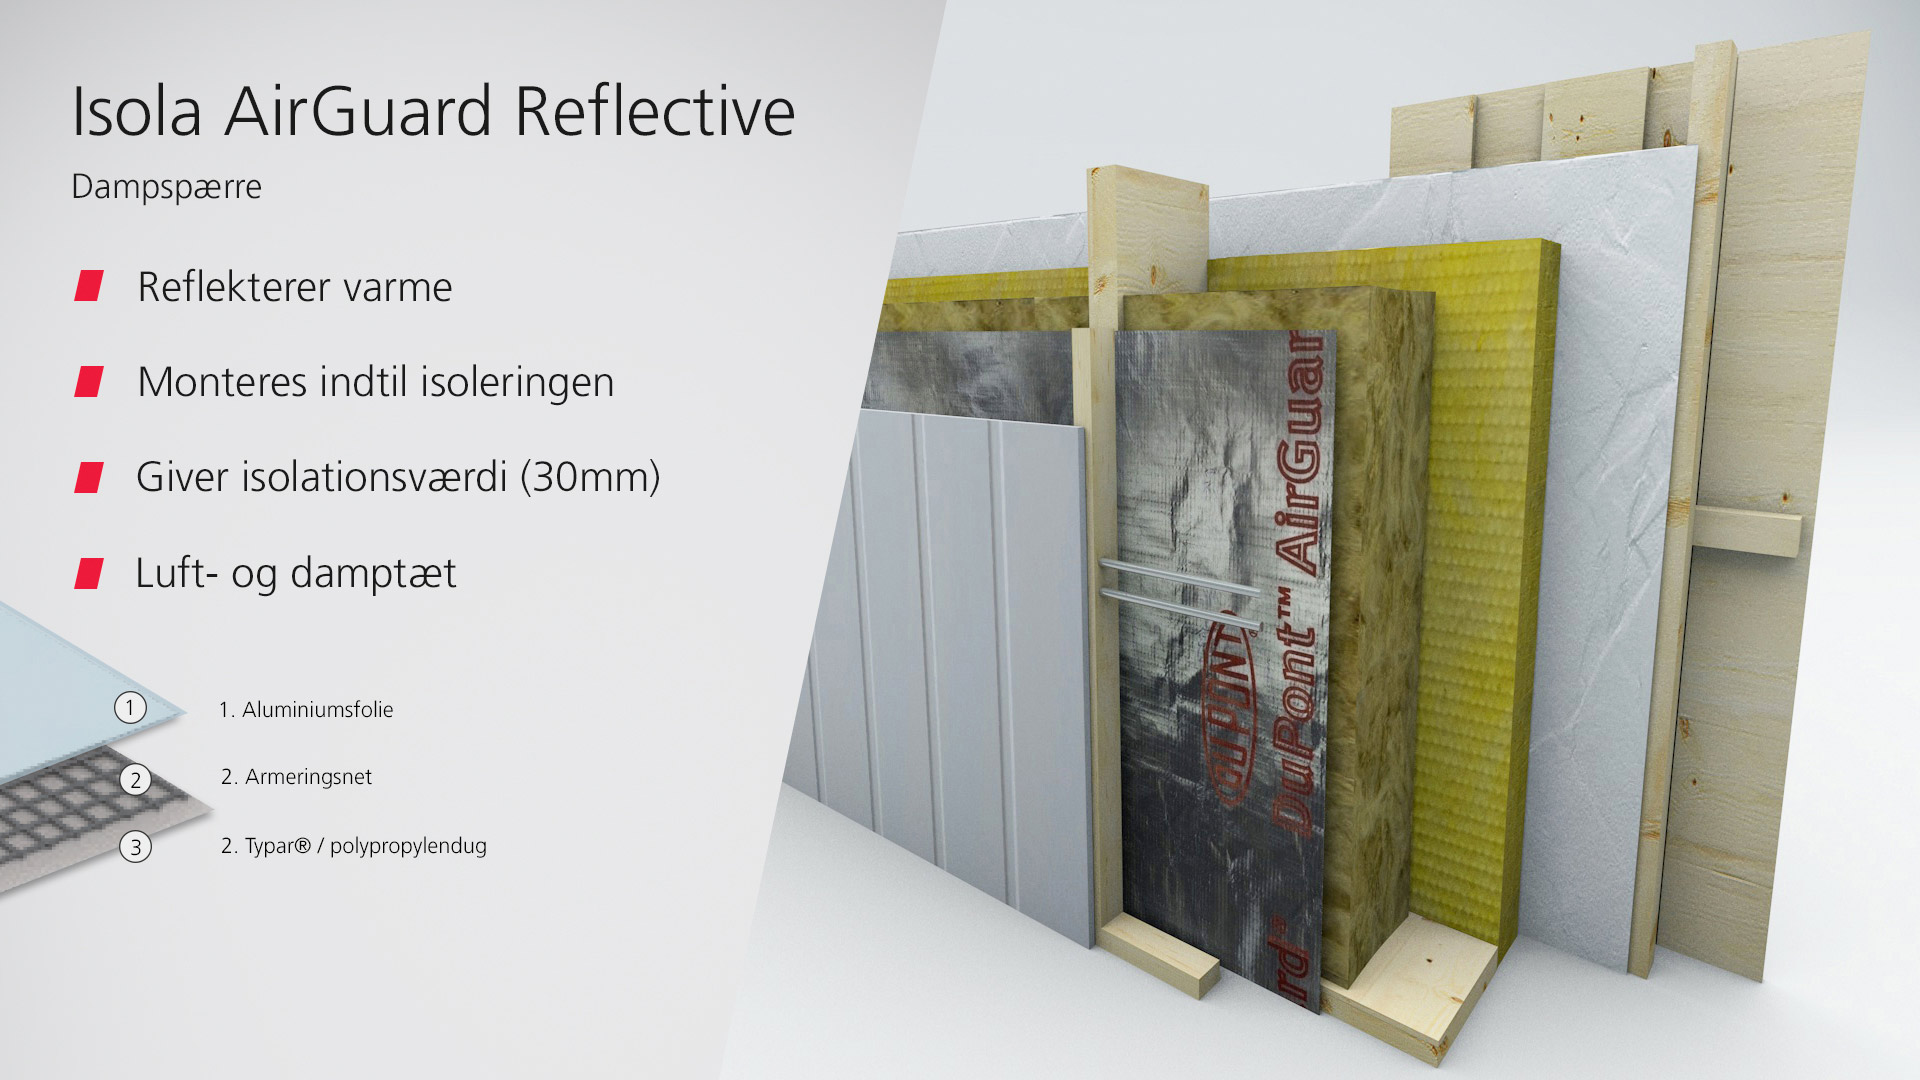 Isola AirGuard Reflective
Dampspærre
Reflekterer varme
Monteres indtil isoleringen
Giver isolationsværdi (30mm)
Luft- og damptæt
1
1. Aluminiumsfolie
2
2. Armeringsnet
3
2. Typar® / polypropylendug
DuPont™ AirGuar
DUPONT
rd™